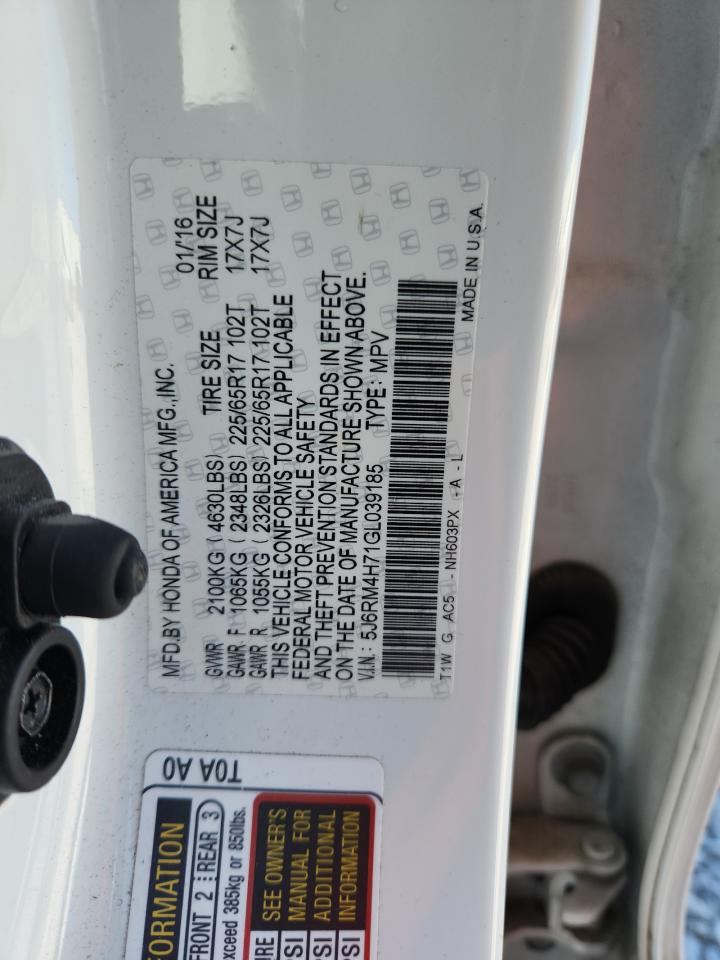 MFD.BY HONDA OF AMERICA MFG.,INC. 01/'16
GVWR 2100KG (4630LBS) TIRE SIZE RIM SIZE
GAWR F 1065KG (2348LBS) 225/65R17 102T 17X7J
GAWR R 1055KG (2326LBS) 225/65R17 102T 17X7J
THIS VEHICLE CONFORMS TO ALL APPLICABLE
FEDERAL MOTOR VEHICLE SAFETY
AND THEFT PREVENTION STANDARDS IN EFFECT
ON THE DATE OF MANUFACTURE SHOWN ABOVE.
V.I.N.: 5J6RM4H71GL039185 TYPE: MPV
T1W G AC5 - NH603PX - A - L MADE IN U.S.A.
T0A A0
FORMATION
FRONT 2 REAR 3
exceed 385kg or 850lbs.
SEE OWNER'S
MANUAL FOR
ADDITIONAL
INFORMATION